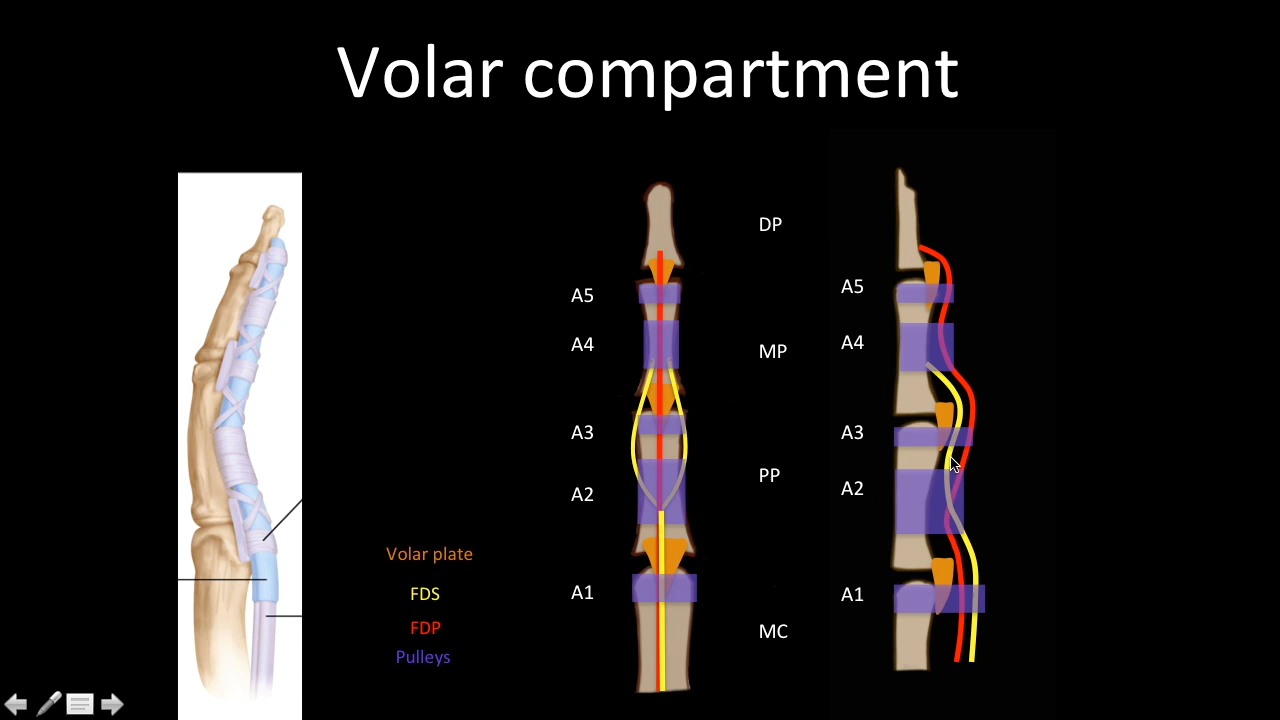 Volar compartment
DP
A5
A5
A4
A4
MP
A3
A3
PP
A2
A2
Volar plate
FDS
A1
A1
FDP
MC
Pulleys